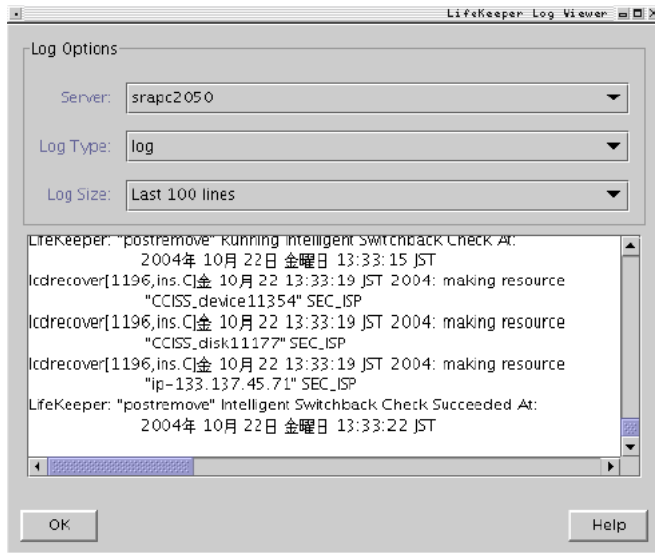 LifeKeeper Log Viewer
Log Options
Server: srapc2050
Log Type: log
Log Size: Last 100 lines
LifeKeeper: "postremove" Running Intelligent Switchback Check At:
2004年 10月 22日 金曜日 13:33:15 JST
lcdrecover[1196,ins.C]金 10月 22 13:33:19 JST 2004: making resource
"CCISS_device11354" SEC_ISP
lcdrecover[1196,ins.C]金 10月 22 13:33:19 JST 2004: making resource
"CCISS_disk11177" SEC_ISP
lcdrecover[1196,ins.C]金 10月 22 13:33:19 JST 2004: making resource
"ip-133.137.45.71" SEC_ISP
LifeKeeper: "postremove" Intelligent Switchback Check Succeeded At:
2004年 10月 22日 金曜日 13:33:22 JST
OK
Help